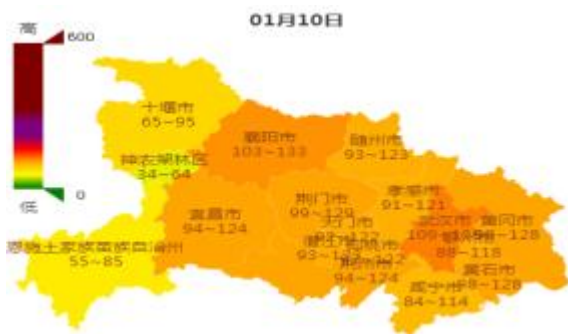 01月10日
高
600
0
低
十堰市
65~95
神农架林区
34~64
襄阳市
103~133
随州市
93~123
恩施土家族苗族自治州
55~85
宜昌市
94~124
荆门市
99~129
孝感市
91~121
武汉市
黄冈市
88~118
94~124
咸宁市
84~114
黄石市
98~128